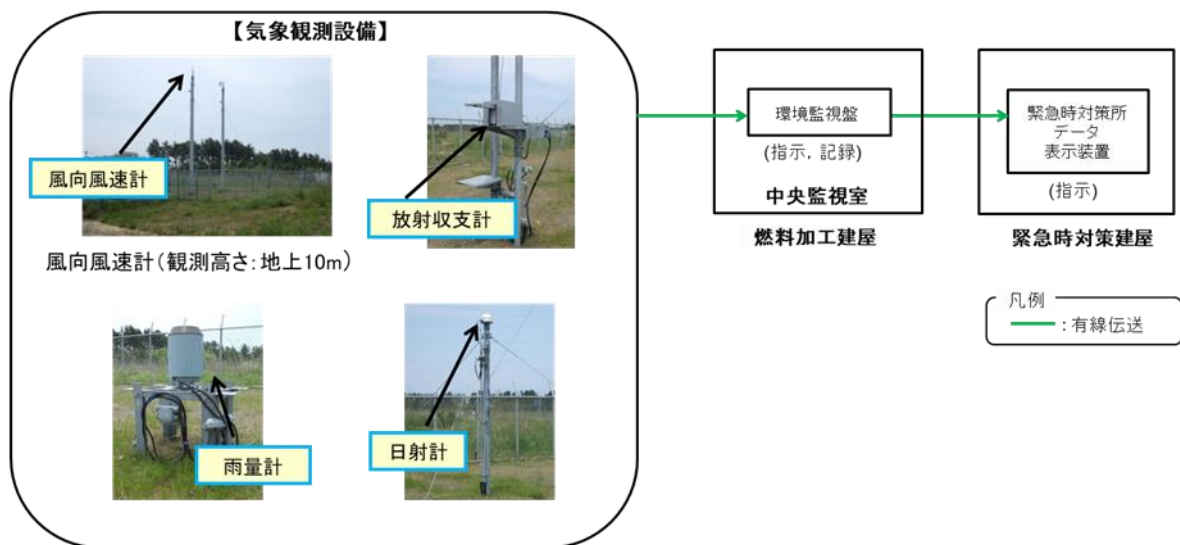 【気象観測設備】
風向風速計
放射収支計
風向風速計(観測高さ:地上10m)
雨量計
日射計
環境監視盤
(指示,記録)
中央監視室
燃料加工建屋
緊急時対策所
データ
表示装置
(指示)
緊急時対策建屋
凡例
:有線伝送